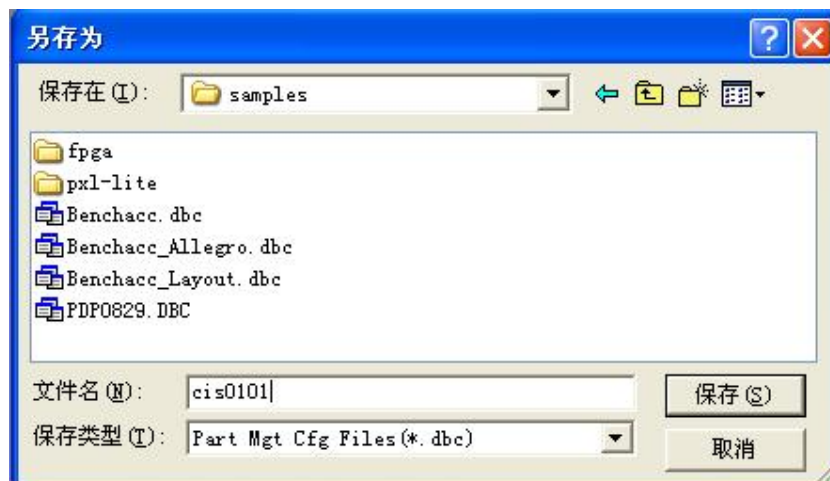 另存为
保存在(I): samples
fpga
pxl-lite
Benchacc.dbc
Benchacc_Allegro.dbc
Benchacc_Layout.dbc
PDP0829.DBC
文件名(N): cis0101 保存(S)
保存类型(T): Part Mgt Cfg Files(*.dbc) 取消